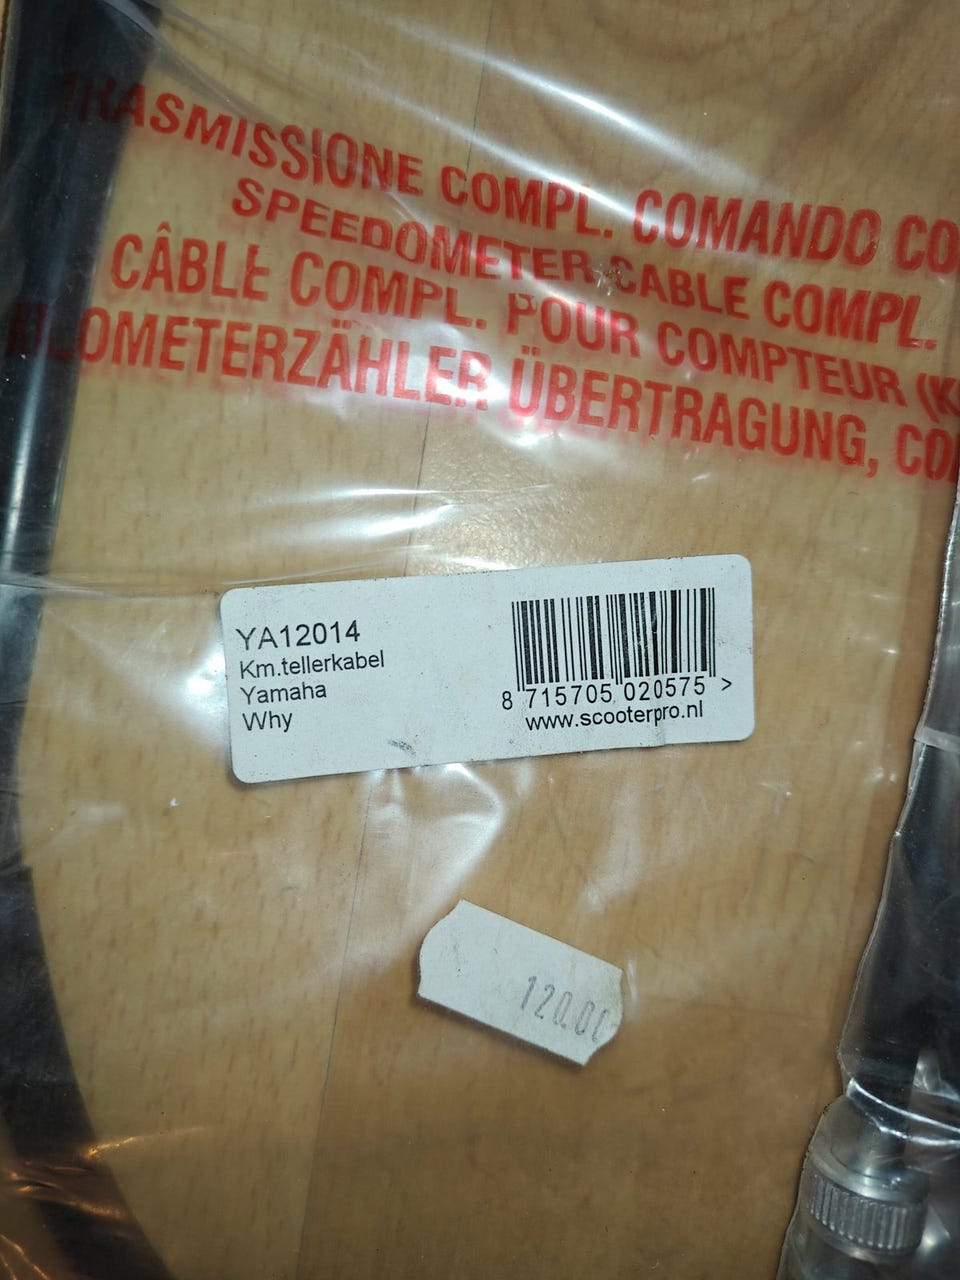 TRASMISSIONE COMPL. COMANDO CO
SPEEDOMETER CABLE COMPL.
CÂBLE COMPL. POUR COMPTEUR (K
KILOMETERZÄHLER ÜBERTRAGUNG, CO
YA12014
Km.tellerkabel
Yamaha
Why
8 715705 020575 >
www.scooterpro.nl
120.00